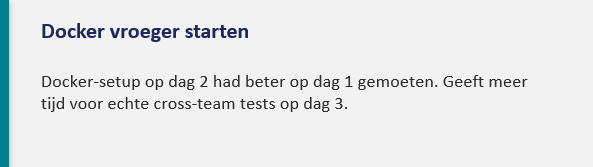 Docker vroeger starten
Docker-setup op dag 2 had beter op dag 1 gemoeten. Geeft meer
tijd voor echte cross-team tests op dag 3.